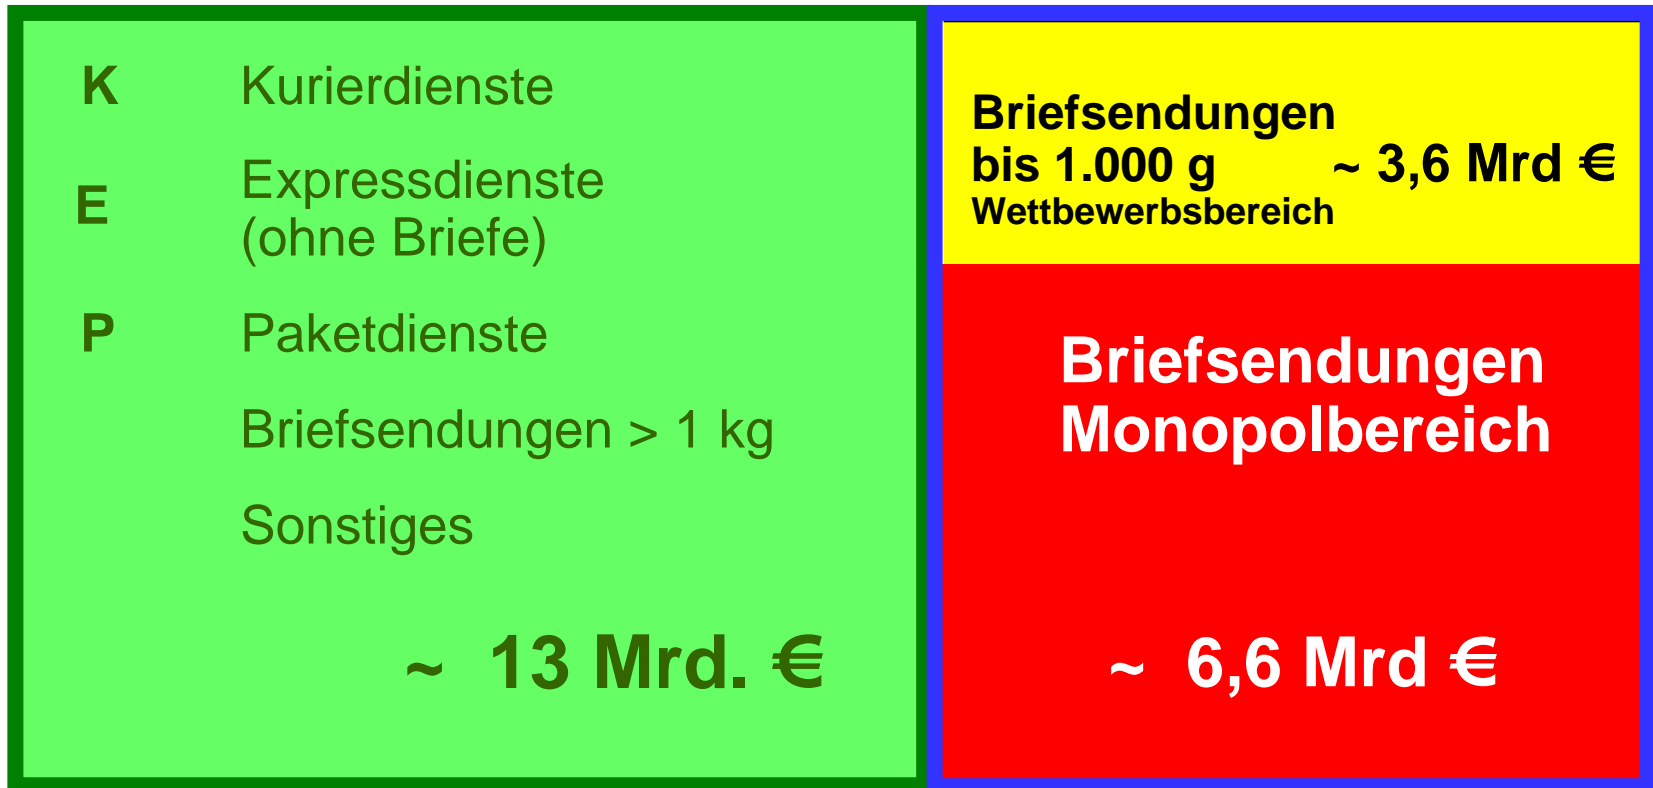 K Kurierdienste
E Expressdienste
(ohne Briefe)
P Paketdienste
Briefsendungen > 1 kg
Sonstiges
~ 13 Mrd. €
Briefsendungen
bis 1.000 g ~ 3,6 Mrd €
Wettbewerbsbereich
Briefsendungen
Monopolbereich
~ 6,6 Mrd €